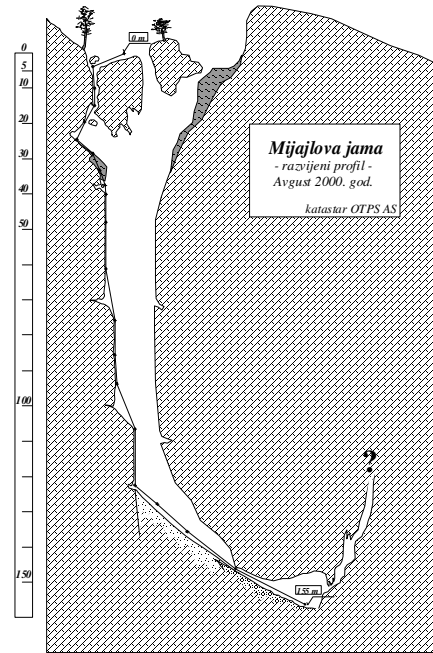 0 m
0
5
10
20
30
40
50
100
150
Mijajlova jama
- razvijeni profil -
Avgust 2000. god.
katastar OTPS AS
?
155 m